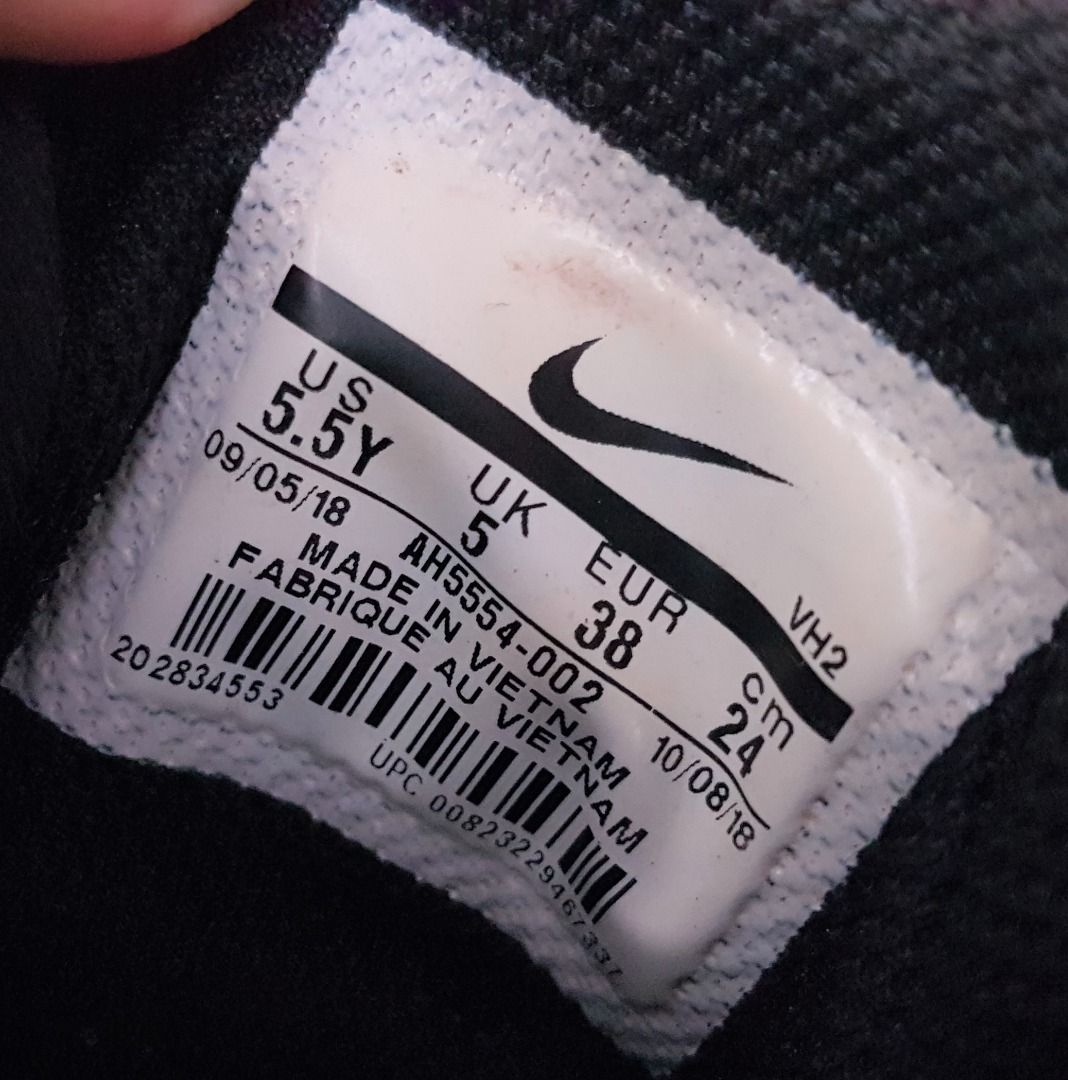 VH2
US UK EUR cm
5.5Y 5 38 24
09/05/18 AH5554-002 10/08/18
MADE IN VIETNAM
FABRIQUE AU VIETNAM
202834553
UPC